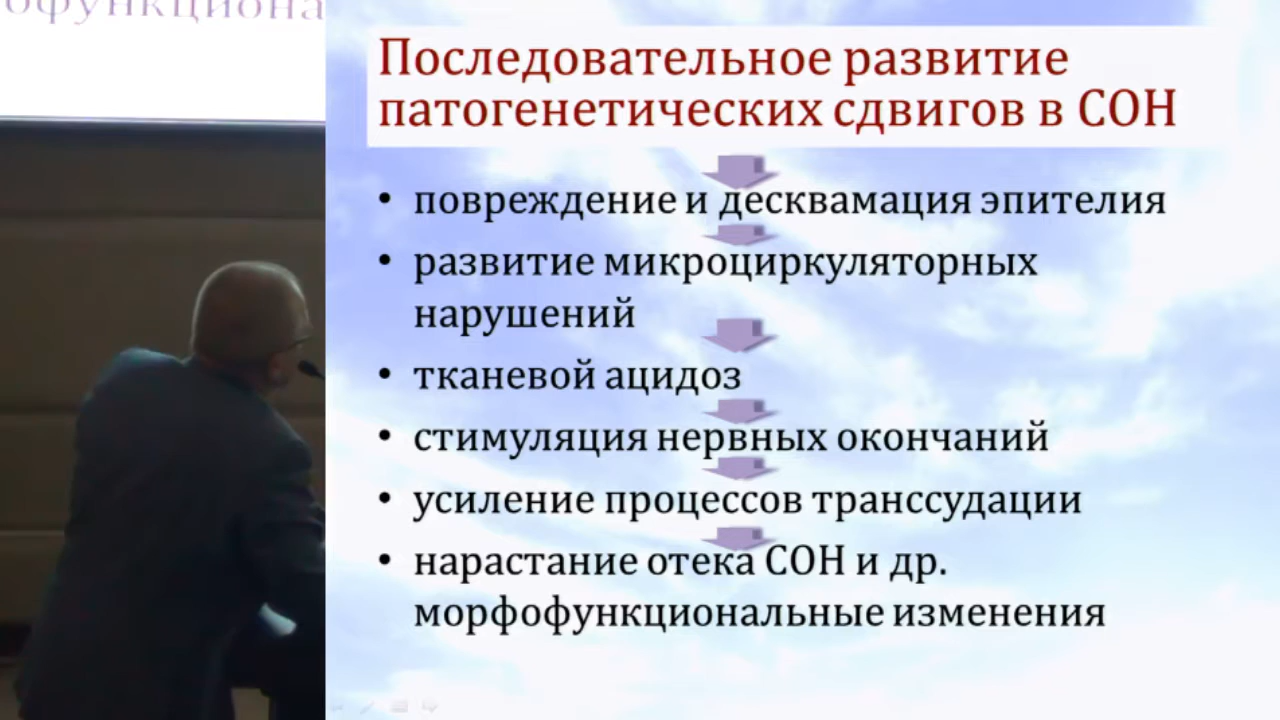 офункциона
Последовательное развитие
патогенетических сдвигов в СОН
• повреждение и десквамация эпителия
• развитие микроциркуляторных
нарушений
• тканевой ацидоз
• стимуляция нервных окончаний
• усиление процессов транссудации
• нарастание отека СОН и др.
морфофункциональные изменения